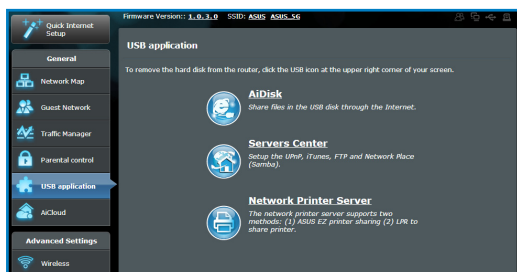 Quick Internet
Setup
Firmware Version:: 1.0.3.0 SSID: ASUS ASUS_5G
General
Network Map
Guest Network
Traffic Manager
Parental control
USB application
AiCloud
Advanced Settings
Wireless
USB application
To remove the hard disk from the router, click the USB icon at the upper right corner of your screen.
AiDisk
Share files in the USB disk through the Internet.
Servers Center
Setup the UPnP, iTunes, FTP and Network Place
(Samba).
Network Printer Server
The network printer server supports two
methods: (1) ASUS EZ printer sharing (2) LPR to
share printer.